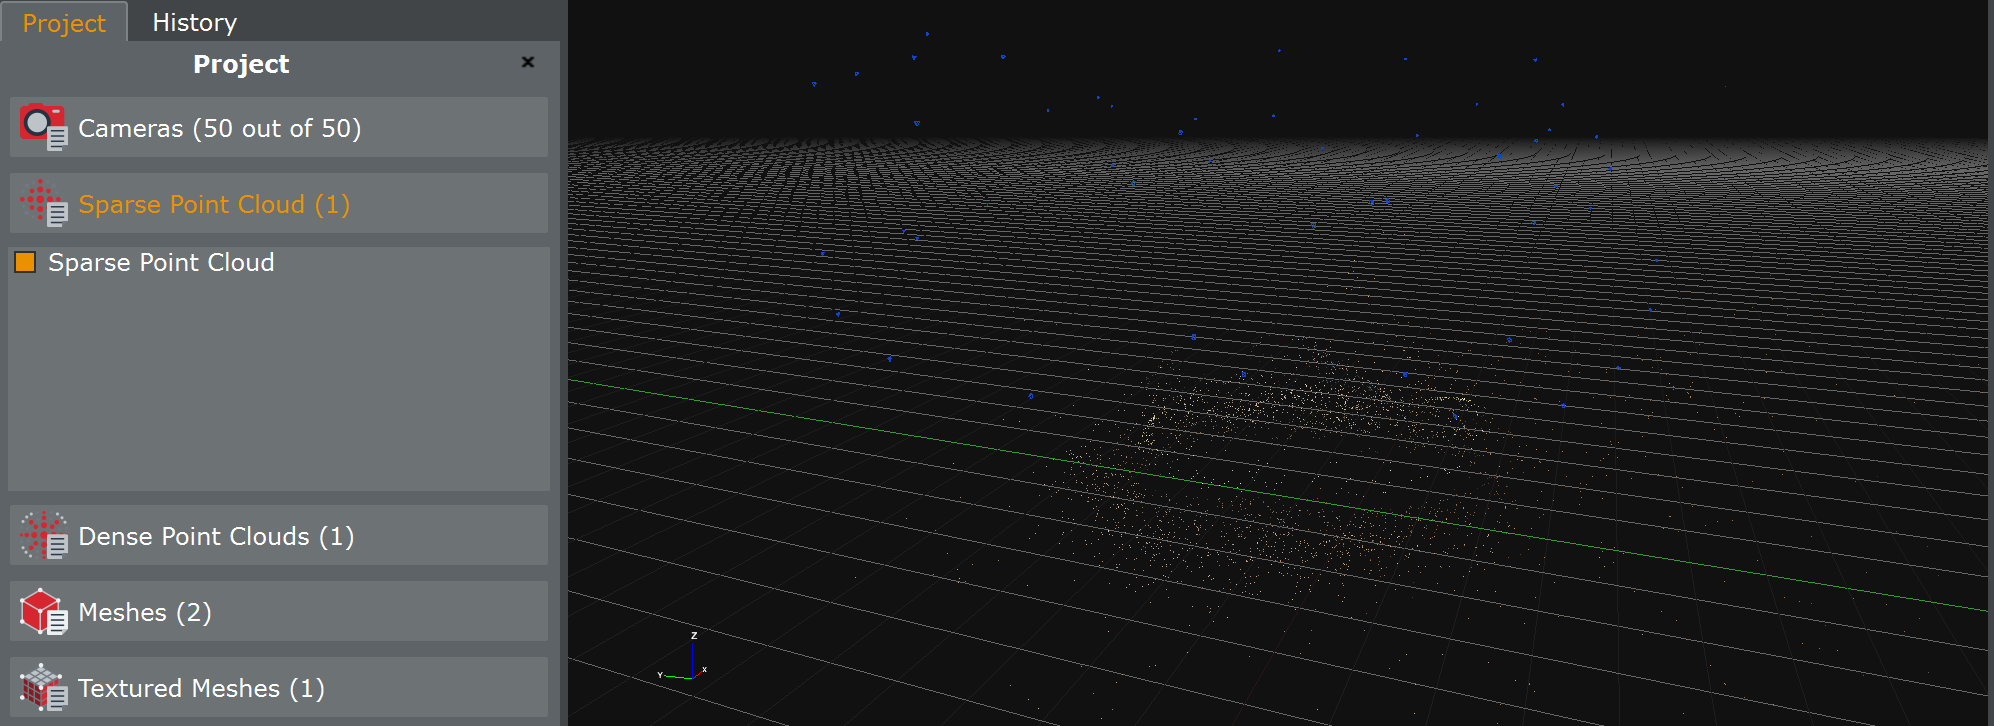 Project
History
Project
Cameras (50 out of 50)
Sparse Point Cloud (1)
Sparse Point Cloud
Dense Point Clouds (1)
Meshes (2)
Textured Meshes (1)
Z
Y
X